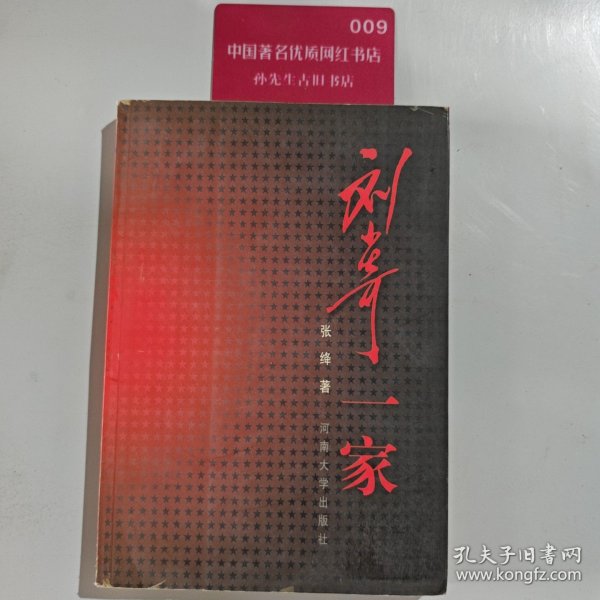 009
中国著名优质网红书店
孙先生古旧书店
刘少奇一家
张绛著
河南大学出版社
孔夫子旧书网
www.kongfz.com